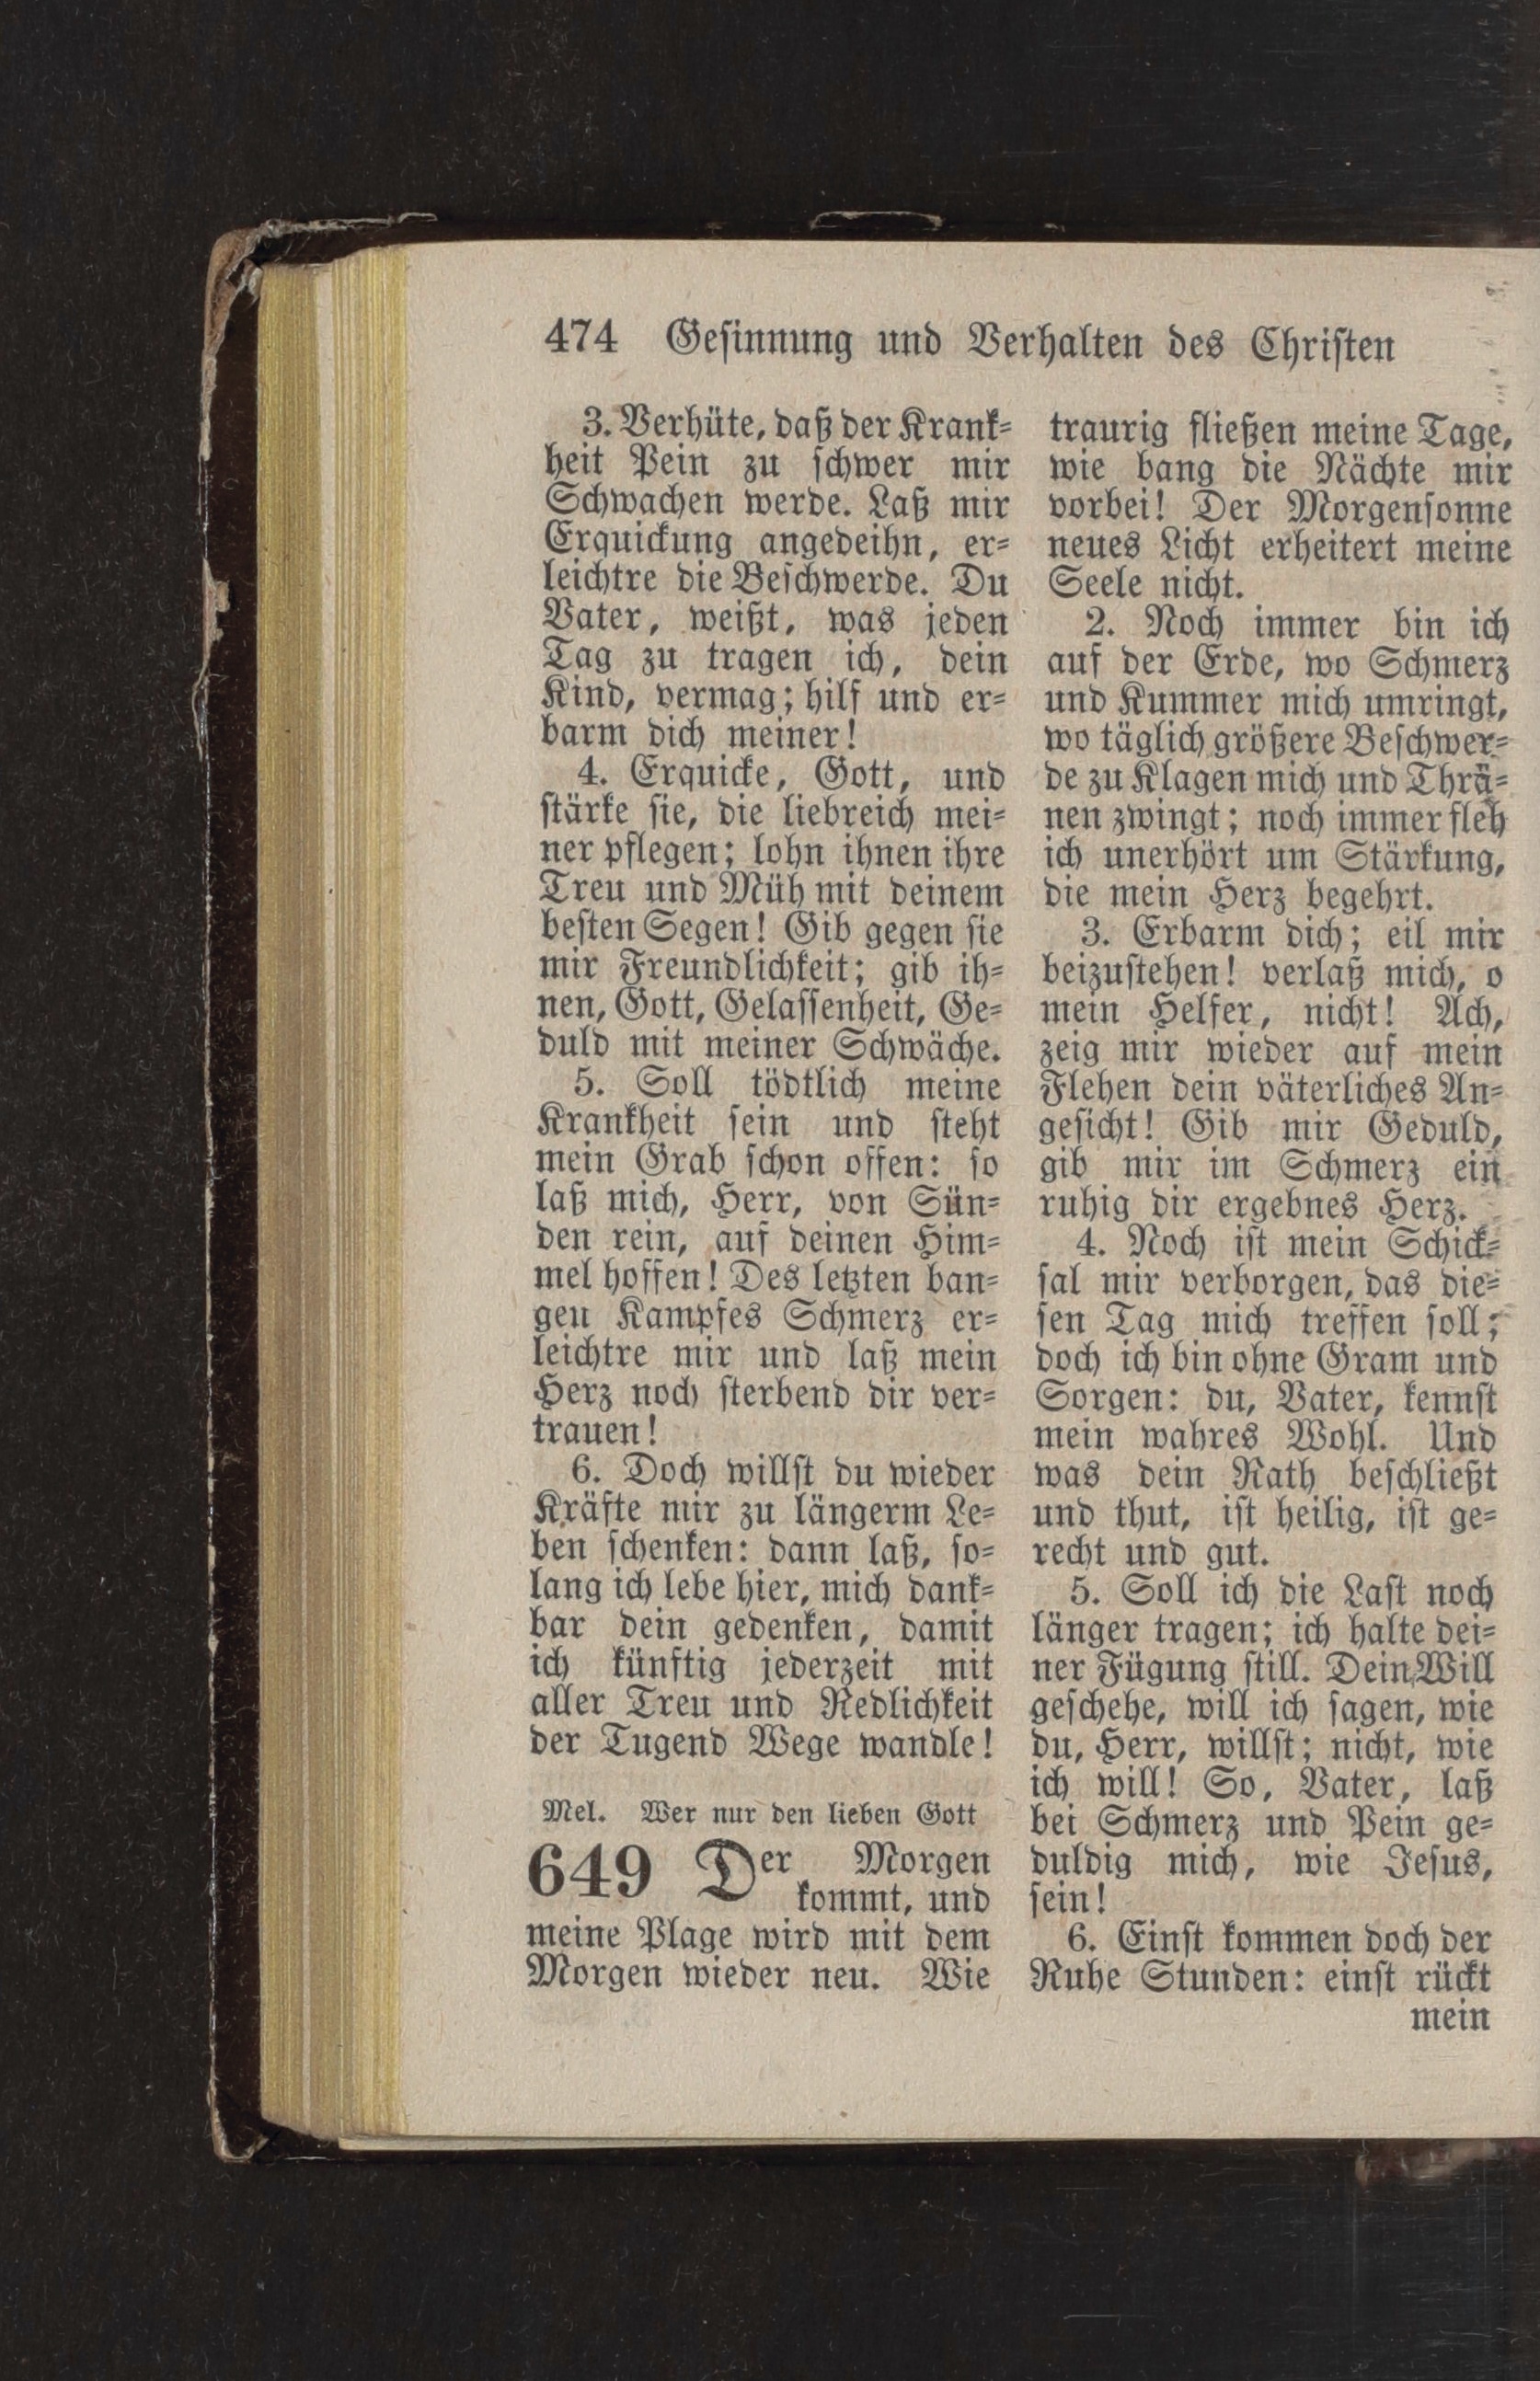 474 Gesinnung und Verhalten des Christen
3. Verhüte, daß der Krank-
heit Pein zu schwer mir
Schwachen werde. Laß mir
Erquickung angedeihn, er-
leichtre die Beschwerde. Du
Vater, weißt, was jeden
Tag zu tragen ich, dein
Kind, vermag; hilf und er-
barm dich meiner!
4. Erquicke, Gott, und
stärke sie, die liebreich mei-
ner pflegen; lohn ihnen ihre
Treu und Müh mit deinem
besten Segen! Gib gegen sie
mir Freundlichkeit; gib ih-
nen, Gott, Gelassenheit, Ge-
duld mit meiner Schwäche.
5. Soll tödtlich meine
Krankheit sein und steht
mein Grab schon offen: so
laß mich, Herr, von Sün-
den rein, auf deinen Him-
mel hoffen! Des letzten ban-
gen Kampfes Schmerz er-
leichtre mir und laß mein
Herz noch sterbend dir ver-
trauen!
6. Doch willst du wieder
Kräfte mir zu längerm Le-
ben schenken: dann laß, so-
lang ich lebe hier, mich dank-
bar dein gedenken, damit
ich künftig jederzeit mit
aller Treu und Redlichkeit
der Tugend Wege wandle!
Mel. Wer nur den lieben Gott
649 Der Morgen
kommt, und
meine Plage wird mit dem
Morgen wieder neu. Wie
traurig fließen meine Tage,
wie bang die Nächte mir
vorbei! Der Morgensonne
neues Licht erheitert meine
Seele nicht.
2. Noch immer bin ich
auf der Erde, wo Schmerz
und Kummer mich umringt,
wo täglich größere Beschwer-
de zu Klagen mich und Thrä-
nen zwingt; noch immer fleh
ich unerhört um Stärkung,
die mein Herz begehrt.
3. Erbarm dich; eil mir
beizustehen! verlaß mich, o
mein Helfer, nicht! Ach,
zeig mir wieder auf mein
Flehen dein väterliches An-
gesicht! Gib mir Geduld,
gib mir im Schmerz ein
ruhig dir ergebnes Herz.
4. Noch ist mein Schick-
sal mir verborgen, das die-
sen Tag mich treffen soll;
doch ich bin ohne Gram und
Sorgen: du, Vater, kennst
mein wahres Wohl. Und
was dein Rath beschließt
und thut, ist heilig, ist ge-
recht und gut.
5. Soll ich die Last noch
länger tragen; ich halte dei-
ner Fügung still. Dein Will
geschehe, will ich sagen, wie
du, Herr, willst; nicht, wie
ich will! So, Vater, laß
bei Schmerz und Pein ge-
duldig mich, wie Jesus,
sein!
6. Einst kommen doch der
Ruhe Stunden: einst rückt
mein